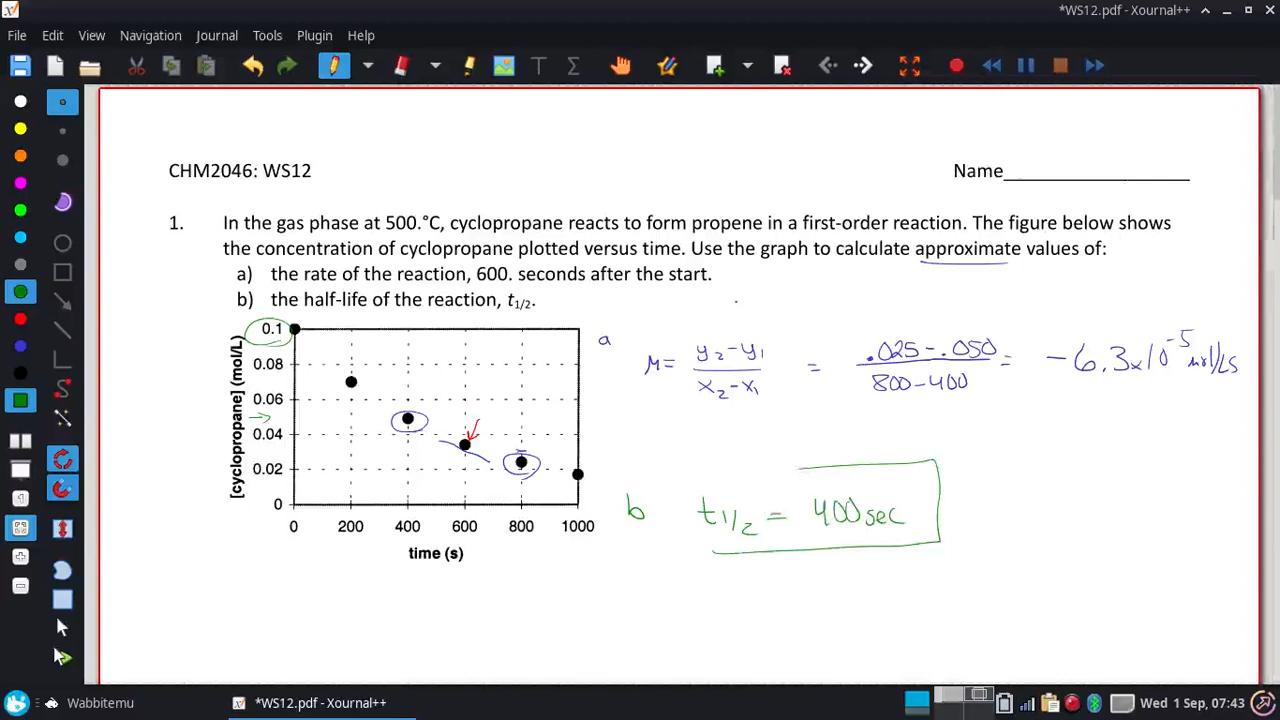 *WS12.pdf - Xournal++
File Edit View Navigation Journal Tools Plugin Help
CHM2046: WS12 Name___________________
1. In the gas phase at 500.°C, cyclopropane reacts to form propene in a first-order reaction. The figure below shows
the concentration of cyclopropane plotted versus time. Use the graph to calculate approximate values of:
a) the rate of the reaction, 600. seconds after the start.
b) the half-life of the reaction, t1/2.
[cyclopropane] (mol/L)
0.1
0.08
0.06
0.04
0.02
0
0 200 400 600 800 1000
time (s)
a
m = y2-y1 / x2-x1 = .025-.050 / 800-400 = -6.3x10^-5 mol/LS
b t1/2 = 400sec
Wabbitemu *WS12.pdf - Xournal++ Wed 1 Sep, 07:43